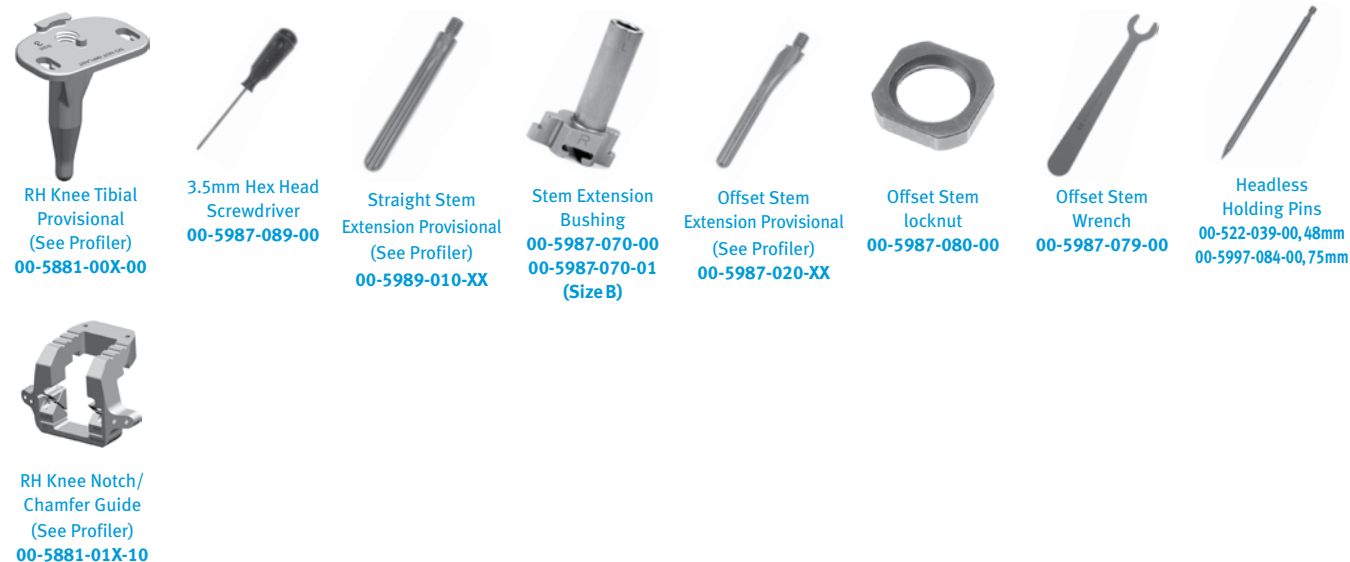 RH Knee Tibial
Provisional
(See Profiler)
00-5881-00X-00
3.5mm Hex Head
Screwdriver
00-5987-089-00
Straight Stem
Extension Provisional
(See Profiler)
00-5989-010-XX
Stem Extension
Bushing
00-5987-070-00
00-5987-070-01
(Size B)
Offset Stem
Extension Provisional
(See Profiler)
00-5987-020-XX
Offset Stem
locknut
00-5987-080-00
Offset Stem
Wrench
00-5987-079-00
Headless
Holding Pins
00-522-039-00, 48mm
00-5997-084-00, 75mm
R
RH Knee Notch/
Chamfer Guide
(See Profiler)
00-5881-01X-10